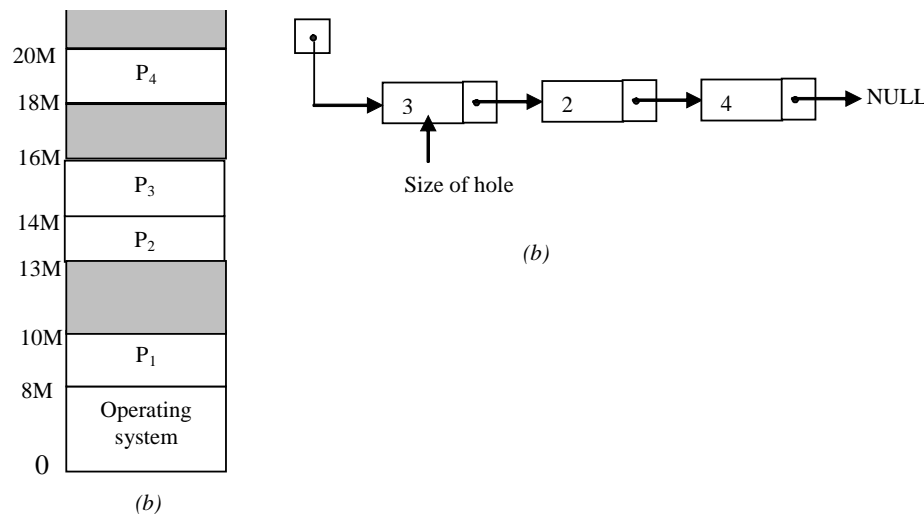 20M
P₄
18M
16M
P₃
14M
P₂
13M
10M
P₁
8M
Operating
system
0
(b)
3
2
4
NULL
Size of hole
(b)